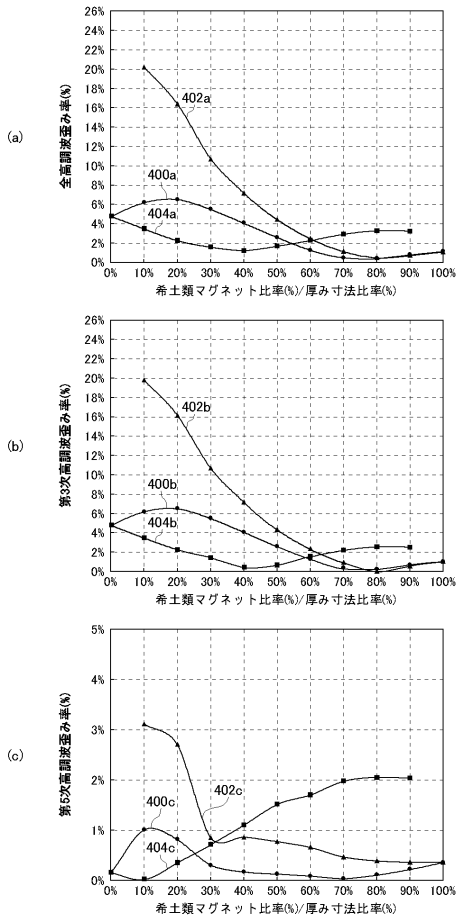 (a)
全高調波歪み率(%)
26%
24%
22%
20%
18%
16%
14%
12%
10%
8%
6%
4%
2%
0%
402a
400a
404a
0% 10% 20% 30% 40% 50% 60% 70% 80% 90% 100%
希土類マグネット比率(%)/厚み寸法比率(%)
(b)
第3次高調波歪み率(%)
26%
24%
22%
20%
18%
16%
14%
12%
10%
8%
6%
4%
2%
0%
402b
400b
404b
0% 10% 20% 30% 40% 50% 60% 70% 80% 90% 100%
希土類マグネット比率(%)/厚み寸法比率(%)
(c)
第5次高調波歪み率(%)
5%
4%
3%
2%
1%
0%
400c
402c
404c
0% 10% 20% 30% 40% 50% 60% 70% 80% 90% 100%
希土類マグネット比率(%)/厚み寸法比率(%)